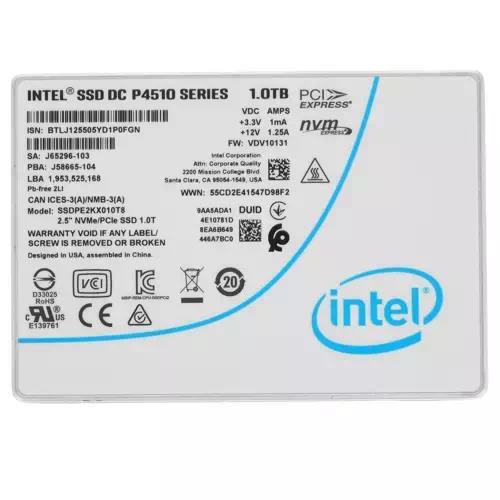 INTEL® SSD DC P4510 SERIES 1.0TB
PCI EXPRESS®
VDC AMPS
+3.3V 1mA
+12V 1.25A
nvm EXPRESS
ISN: BTLJ125505YD1P0FGN
FW: VDV10131
SA: J65296-103
PBA: J58665-104
LBA 1,953,525,168
Pb-free 2LI
Intel Corporation
Attn: Corporate Quality
2200 Mission College Blvd.
Santa Clara, CA 95054-1549, USA
WWN: 55CD2E41547D98F2
CAN ICES-3(A)/NMB-3(A)
Model: SSDPE2KX010T8
2.5" NVMe/PCIe SSD 1.0T
9AA5ADA1 DUID
4E10781D
8EA6B649
446A7BC0
WARRANTY VOID IF ANY LABEL/
SCREW IS REMOVED OR BROKEN
Designed in USA, assembled in China.
D33025
RoHS
VCI
20
E139761
intel